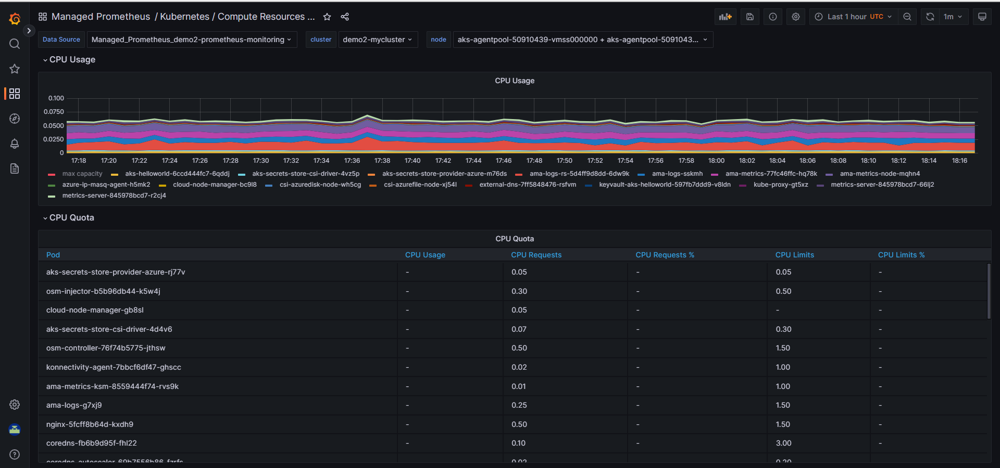 Managed Prometheus / Kubernetes / Compute Resources ...
Last 1 hour UTC
1m
Data Source Managed_Prometheus_demo2-prometheus-monitoring cluster demo2-mycluster node aks-agentpool-50910439-vmss000000 + aks-agentpool-5091043...
CPU Usage
CPU Usage
0.100
0.0750
0.0500
0.0250
0
17:18 17:20 17:22 17:24 17:26 17:28 17:30 17:32 17:34 17:36 17:38 17:40 17:42 17:44 17:46 17:48 17:50 17:52 17:54 17:56 17:58 18:00 18:02 18:04 18:06 18:08 18:10 18:12 18:14 18:16
max capacity aks-helloworld-6ccd444fc7-6qddj aks-secrets-store-csi-driver-4vz5p aks-secrets-store-provider-azure-m76ds ama-logs-rs-5d4ff9d8dd-6dw9k ama-logs-sskmh ama-metrics-77fc46ffc-hq78k ama-metrics-node-mqhn4
azure-ip-masq-agent-h5mk2 cloud-node-manager-bc9l8 csi-azuredisk-node-wh5cg csi-azurefile-node-xj54l external-dns-7ff5848476-rsfvm keyvault-aks-helloworld-597fb7ddd9-v8ldn kube-proxy-gt5xz metrics-server-845978bcd7-66lj2
metrics-server-845978bcd7-r2cj4
CPU Quota
CPU Quota
Pod CPU Usage CPU Requests CPU Requests % CPU Limits CPU Limits %
aks-secrets-store-provider-azure-rj77v - 0.05 - 0.05 -
osm-injector-b5b96db44-k5w4j - 0.30 - 0.50 -
cloud-node-manager-gb8sl - 0.05 - - -
aks-secrets-store-csi-driver-4d4v6 - 0.07 - 0.30 -
osm-controller-76f74b5775-jthsw - 0.50 - 1.50 -
konnectivity-agent-7bbcf6df47-ghscc - 0.02 - 1.00 -
ama-metrics-ksm-8559444f74-rvs9k - 0.01 - 1.00 -
ama-logs-g7xj9 - 0.25 - 1.50 -
nginx-5fcff8b64d-kxdh9 - 0.50 - 1.50 -
coredns-fb6b9d95f-fhl22 - 0.10 - 3.00 -